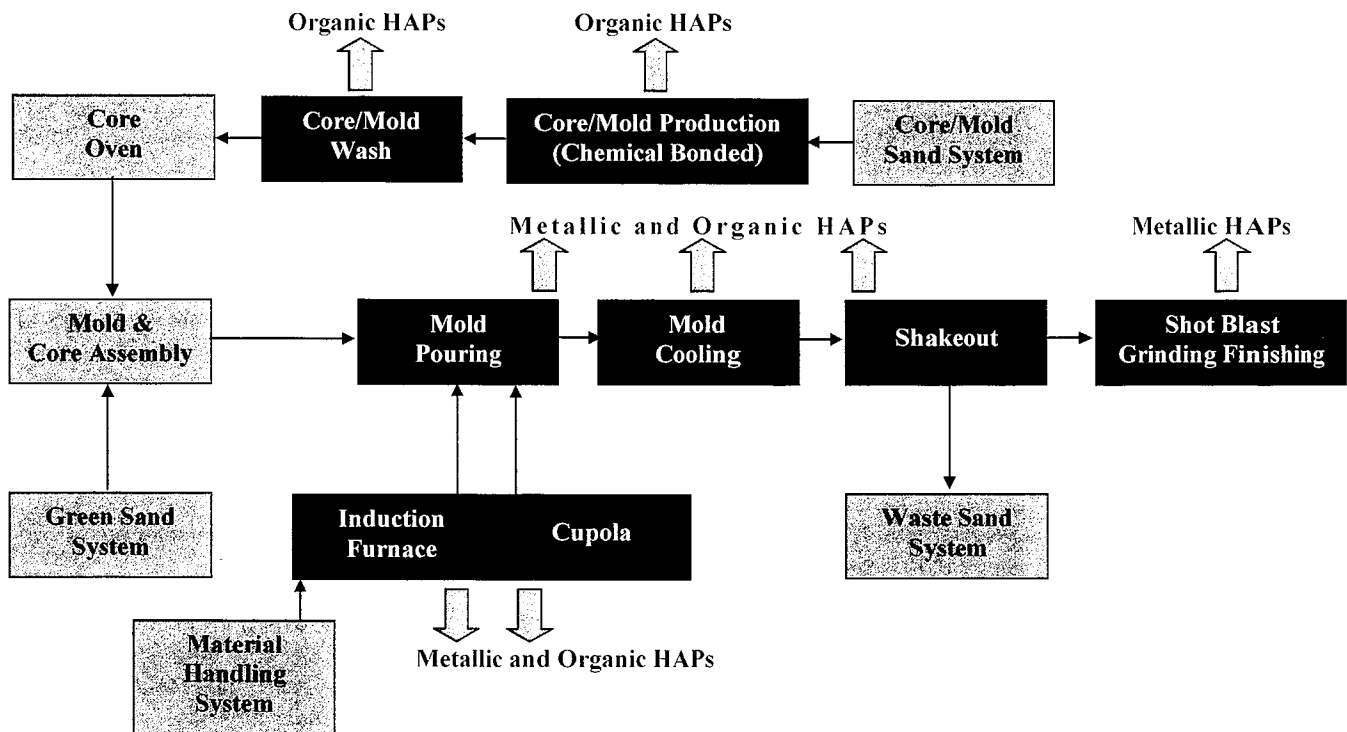 Organic HAPs
Organic HAPs
Core
Oven
Core/Mold
Wash
Core/Mold Production
(Chemical Bonded)
Core/Mold
Sand System
Metallic and Organic HAPs
Metallic HAPs
Mold &
Core Assembly
Mold
Pouring
Mold
Cooling
Shakeout
Shot Blast
Grinding Finishing
Green Sand
System
Induction
Furnace
Cupola
Waste Sand
System
Material
Handling
System
Metallic and Organic HAPs